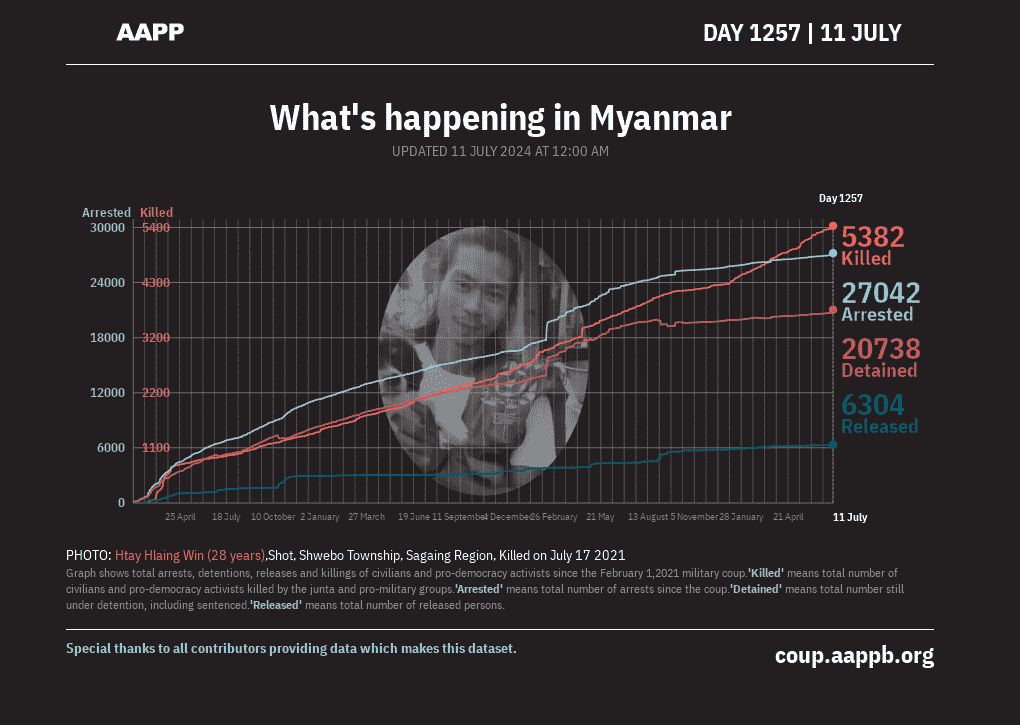 AAPP
DAY 1257 | 11 JULY
What's happening in Myanmar
UPDATED 11 JULY 2024 AT 12:00 AM
Day 1257
Arrested Killed
30000 5400
24000 4300
18000 3200
12000 2200
6000 1100
0
5382
Killed
27042
Arrested
20738
Detained
6304
Released
25 April 18 July 10 October 2 January 27 March 19 June 11 September 4 December 26 February 21 May 13 August 5 November 28 January 21 April 11 July
PHOTO: Htay Hlaing Win (28 years),Shot, Shwebo Township, Sagaing Region, Killed on July 17 2021
Graph shows total arrests, detentions, releases and killings of civilians and pro-democracy activists since the February 1,2021 military coup.'Killed' means total number of
civilians and pro-democracy activists killed by the junta and pro-military groups.'Arrested' means total number of arrests since the coup.'Detained' means total number still
under detention, including sentenced.'Released' means total number of released persons.
Special thanks to all contributors providing data which makes this dataset.
coup.aappb.org